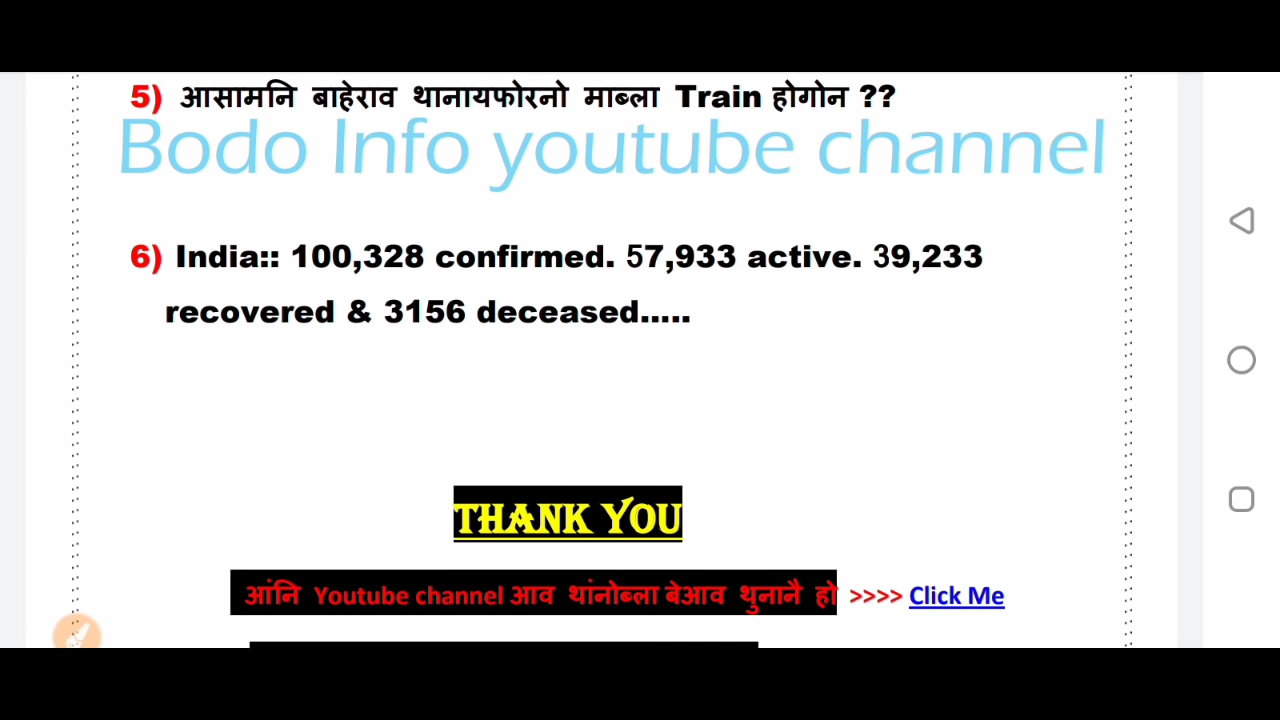 5) आसामनि बाहेराव थानायफोरनो माब्ला Train होगोन ??
Bodo Info youtube channel
6) India:: 100,328 confirmed. 57,933 active. 39,233
recovered & 3156 deceased.....
THANK YOU
आंनि Youtube channel आव थांनोब्ला बेआव थुनानै हो >>>> Click Me